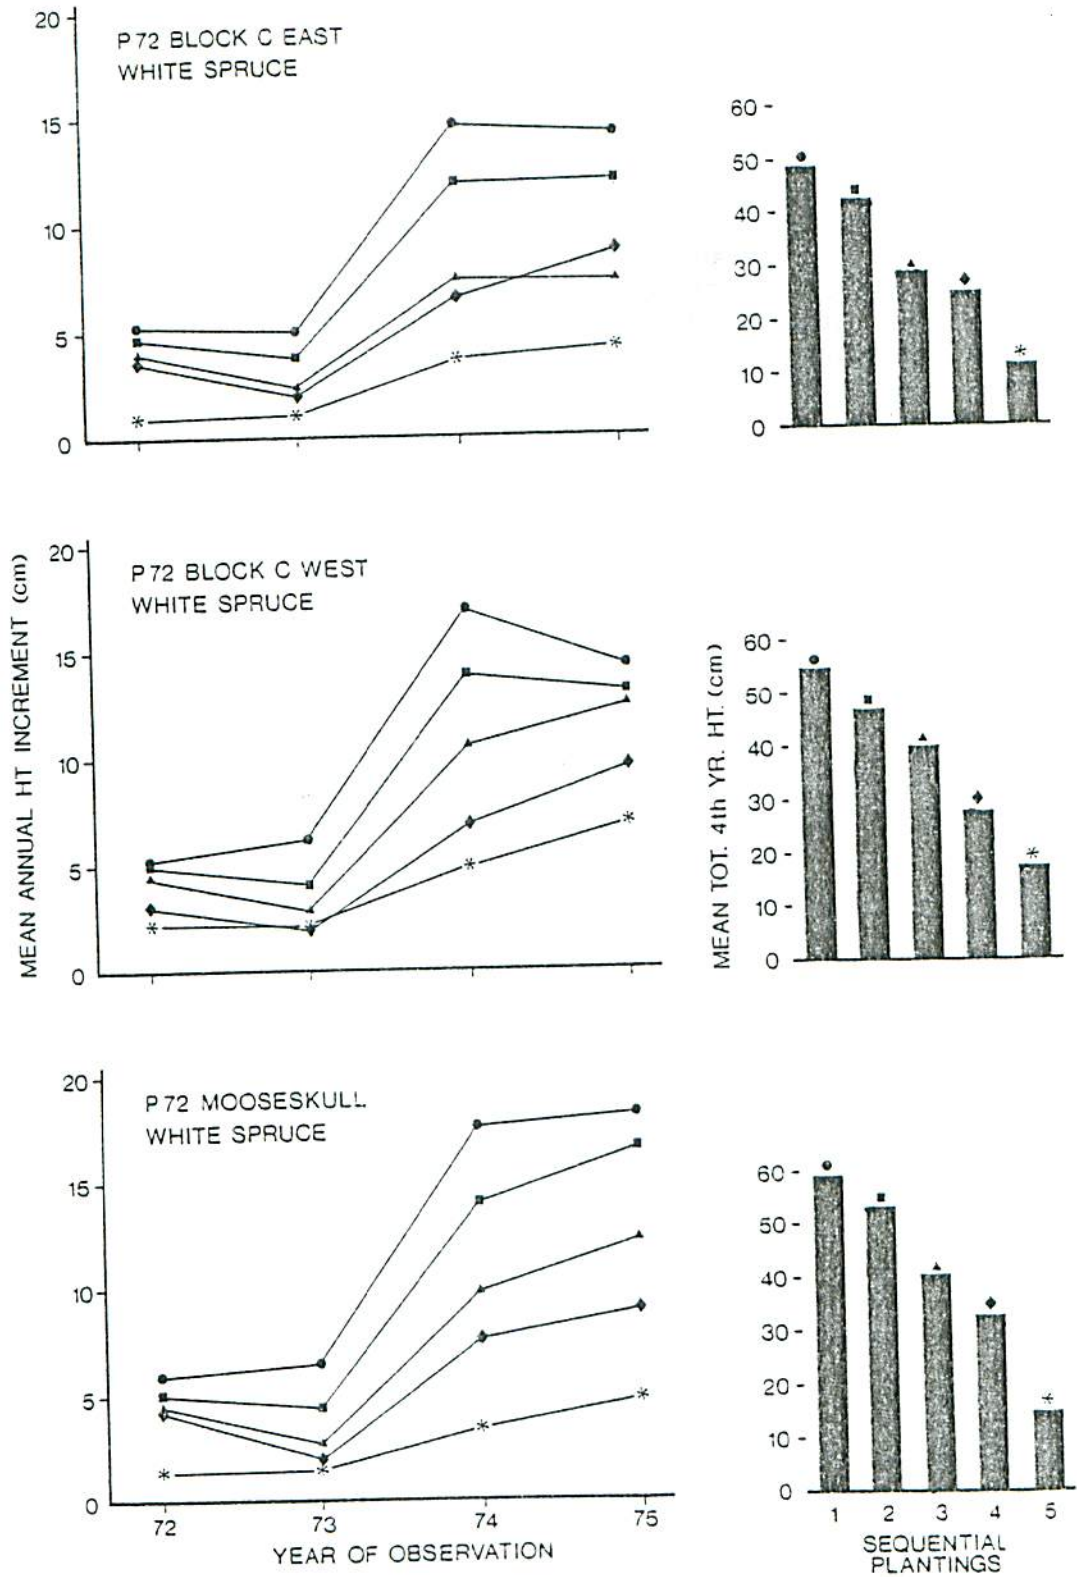 P72 BLOCK C EAST
WHITE SPRUCE
20
15
10
5
0
60
50
40
30
20
10
0
P72 BLOCK C WEST
WHITE SPRUCE
20
15
10
5
0
MEAN ANNUAL HT INCREMENT (cm)
MEAN TOT. 4th YR. HT. (cm)
60
50
40
30
20
10
0
P72 MOOSESKULL
WHITE SPRUCE
20
15
10
5
0
72 73 74 75
YEAR OF OBSERVATION
60
50
40
30
20
10
0
1 2 3 4 5
SEQUENTIAL
PLANTINGS